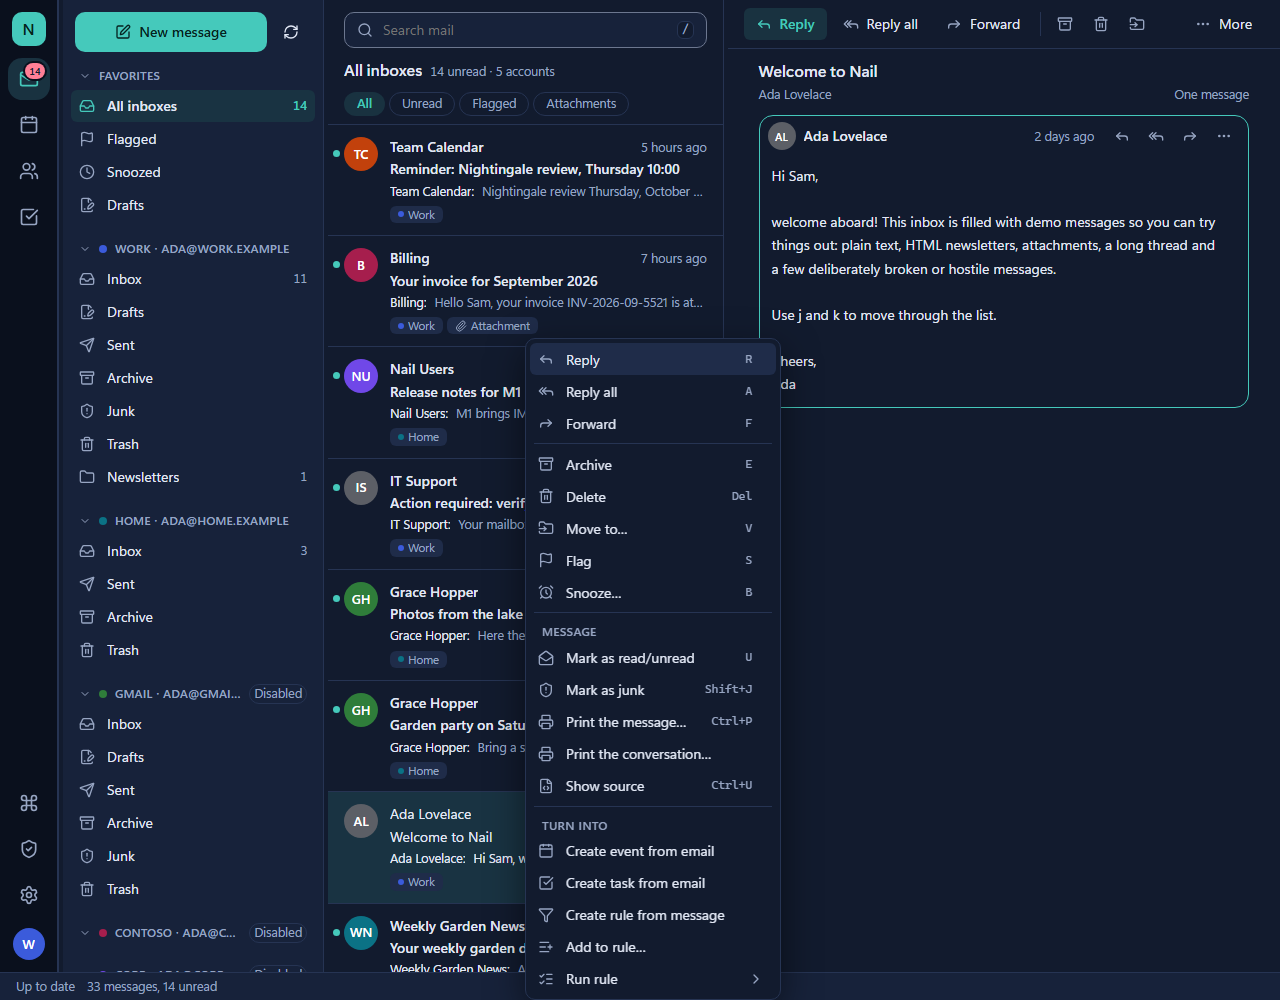 N
14
New message
FAVORITES
All inboxes 14
Flagged
Snoozed
Drafts
WORK · ADA@WORK.EXAMPLE
Inbox 11
Drafts
Sent
Archive
Junk
Trash
Newsletters 1
HOME · ADA@HOME.EXAMPLE
Inbox 3
Sent
Archive
Trash
GMAIL · ADA@GMAI... Disabled
Inbox
Drafts
Sent
Archive
Junk
Trash
CONTOSO · ADA@C... Disabled
W
Search mail /
All inboxes 14 unread · 5 accounts
All Unread Flagged Attachments
TC
Team Calendar 5 hours ago
Reminder: Nightingale review, Thursday 10:00
Team Calendar: Nightingale review Thursday, October ...
Work
B
Billing 7 hours ago
Your invoice for September 2026
Billing: Hello Sam, your invoice INV-2026-09-5521 is at...
Work Attachment
NU
Nail Users
Release notes for M1
Nail Users: M1 brings IM
Home
IS
IT Support
Action required: verif
IT Support: Your mailbo
Work
GH
Grace Hopper
Photos from the lake
Grace Hopper: Here the
Home
GH
Grace Hopper
Garden party on Satu
Grace Hopper: Bring a s
Home
AL
Ada Lovelace
Welcome to Nail
Ada Lovelace: Hi Sam, w
Work
WN
Weekly Garden News
Your weekly garden d
Weekly Garden News: A
Reply Reply all Forward More
Welcome to Nail
Ada Lovelace One message
AL
Ada Lovelace 2 days ago
Hi Sam,
welcome aboard! This inbox is filled with demo messages so you can try
things out: plain text, HTML newsletters, attachments, a long thread and
a few deliberately broken or hostile messages.
Use j and k to move through the list.
heers,
da
Reply R
Reply all A
Forward F
Archive E
Delete Del
Move to... V
Flag S
Snooze... B
MESSAGE
Mark as read/unread U
Mark as junk Shift+J
Print the message... Ctrl+P
Print the conversation...
Show source Ctrl+U
TURN INTO
Create event from email
Create task from email
Create rule from message
Add to rule...
Run rule
Up to date 33 messages, 14 unread